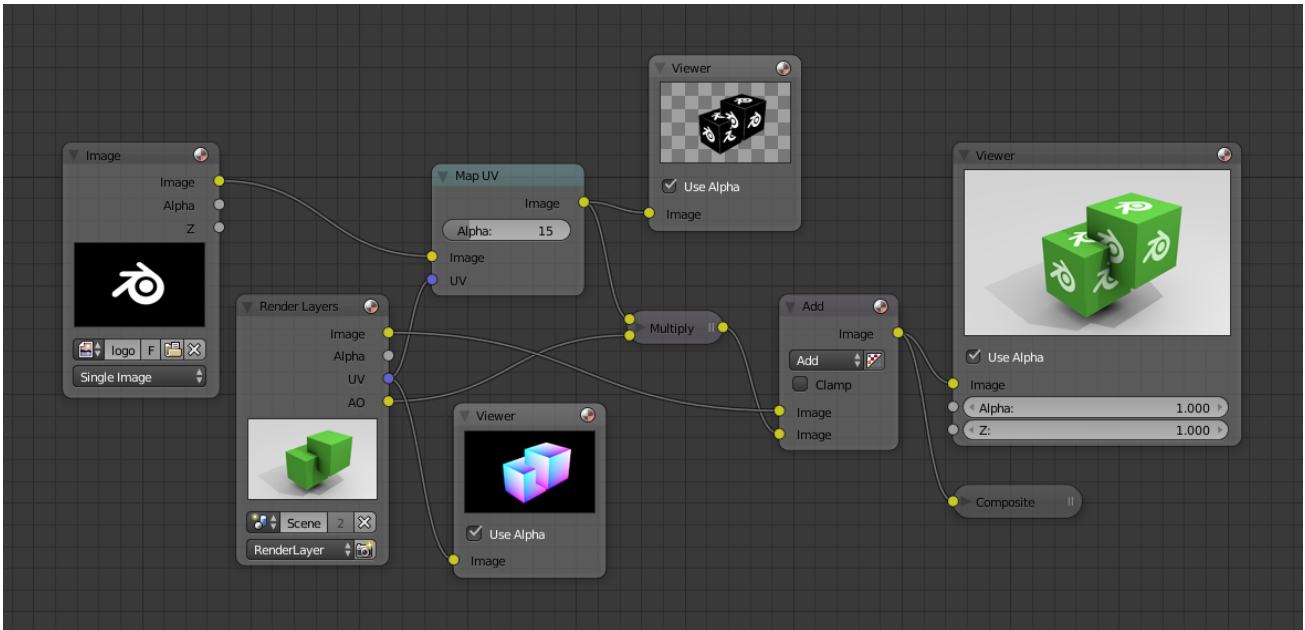 Image
Image
Alpha
Z
logo F
Single Image
Render Layers
Image
Alpha
UV
AO
Scene 2
RenderLayer
Map UV
Image
Alpha: 15
Image
UV
Viewer
Use Alpha
Image
Viewer
Use Alpha
Image
Multiply
Add
Image
Add
Clamp
Image
Image
Viewer
Use Alpha
Image
Alpha: 1.000
Z: 1.000
Composite